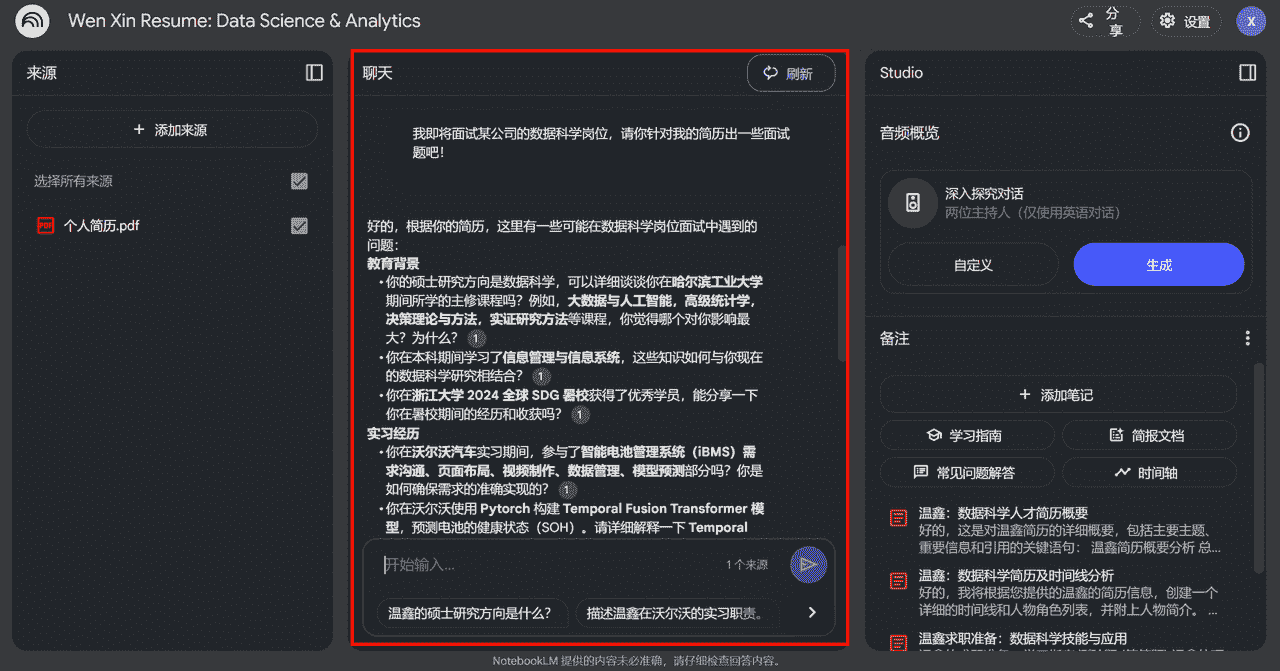 Wen Xin Resume: Data Science & Analytics
分享
设置
X
来源
添加来源
选择所有来源
PDF
个人简历.pdf
聊天
刷新
我即将面试某公司的数据科学岗位，请你针对我的简历出一些面试
题吧！
好的，根据你的简历，这里有一些可能在数据科学岗位面试中遇到的
问题：
教育背景
•你的硕士研究方向是数据科学，可以详细谈谈你在哈尔滨工业大学
期间所学的主修课程吗？例如，大数据与人工智能，高级统计学，
决策理论与方法，实证研究方法等课程，你觉得哪个对你影响最
大？为什么？ 1
•你在本科期间学习了信息管理与信息系统，这些知识如何与你现在
的数据科学研究相结合？ 1
•你在浙江大学 2024 全球 SDG 暑校获得了优秀学员，能分享一下
你在暑校期间的经历和收获吗？ 1
实习经历
•你在沃尔沃汽车实习期间，参与了智能电池管理系统（iBMS）需
求沟通、页面布局、视频制作、数据管理、模型预测部分吗？你是
如何确保需求的准确实现的？ 1
•你在沃尔沃使用 Pytorch 构建 Temporal Fusion Transformer 模
型，预测电池的健康状态（SOH）。请详细解释一下 Temporal
开始输入...
1 个来源
温鑫的硕士研究方向是什么？
描述温鑫在沃尔沃的实习职责。
NotebookLM 提供的内容未必准确，请仔细检查回答内容。
Studio
音频概览
深入探究对话
两位主持人（仅使用英语对话）
自定义
生成
备注
添加笔记
学习指南
简报文档
常见问题解答
时间轴
温鑫：数据科学人才简历概要
好的，这是对温鑫简历的详细概要，包括主要主题、
重要信息和引用的关键语句： 温鑫简历概要分析 总...
温鑫：数据科学简历及时间线分析
好的，我将根据您提供的温鑫的简历信息，创建一个
详细的时间线和人物角色列表，并附上人物简介。 ...
温鑫求职准备：数据科学技能与应用